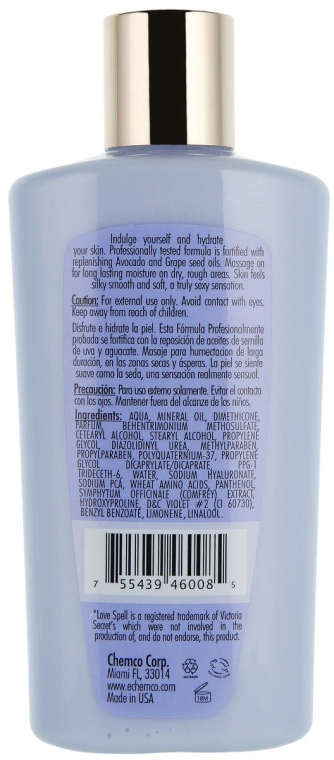 Indulge yourself and hydrate
your skin. Professionally tested formula is fortified with
replenishing Avocado and Grape seed oils. Massage on
for long lasting moisture on dry, rough areas. Skin feels
silky smooth and soft, a truly sexy sensation.
Caution: For external use only. Avoid contact with eyes.
Keep away from reach of children.
Disfrute e hidrate la piel. Esta Fórmula Profesionalmente
probada se fortifica con la reposición de aceites de semilla
de uva y aguacate. Masaje para humectacion de larga
duración, en las zonas secas y ásperos. La piel se siente
suave como la seda, una sensación realmente sensual.
Precaución: Para uso externo solamente. Evitar el contacto
con los ojos. Mantener fuera del alcance de los niños.
Ingredients: AQUA, MINERAL OIL, DIMETHICONE,
PARFUM, BEHENTRIMONIUM METHOSULFATE,
CETEARYL ALCOHOL, STEARYL ALCOHOL, PROPYLENE
GLYCOL, DIAZOLIDINYL UREA, METHYLPARABEN,
PROPYLPARABEN, POLYQUATERNIUM-37, PROPYLENE
GLYCOL DICAPRYLATE/DICAPRATE, PPG-1
TRIDECETH-6, WATER, SODIUM HYALURONATE,
SODIUM PCA, WHEAT AMINO ACIDS, PANTHENOL,
SYMPHYTUM OFFICINALE (COMFREY) EXTRACT,
HYDROXYPROLINE, D&C VIOLET #2 (CI 60730),
BENZYL BENZOATE, LIMONENE, LINALOOL.
7 55439 46008 5
*Love Spell is a registered trademark of Victoria
Secret's which were not involved in the
production of, and do not endorse, this product.
Chemco Corp.
Miami FL, 33014
www.echemco.com
Made in USA
18M